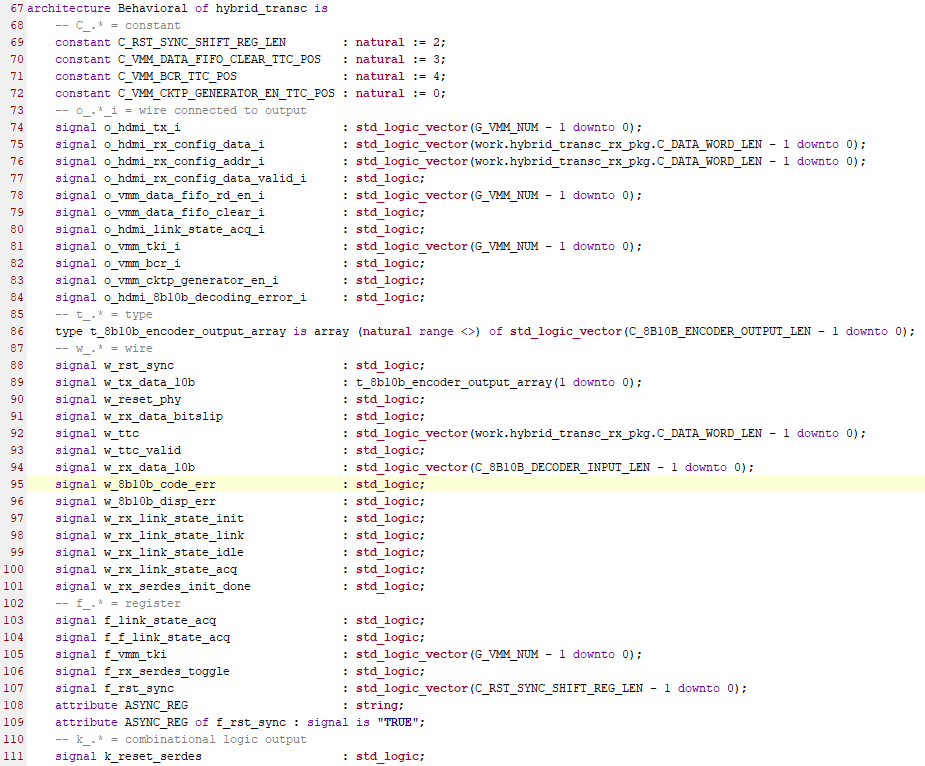 67 architecture Behavioral of hybrid_transc is
68     -- C_.* = constant
69     constant C_RST_SYNC_SHIFT_REG_LEN        : natural := 2;
70     constant C_VMM_DATA_FIFO_CLEAR_TTC_POS   : natural := 3;
71     constant C_VMM_BCR_TTC_POS               : natural := 4;
72     constant C_VMM_CKTP_GENERATOR_EN_TTC_POS : natural := 0;
73     -- o_.*_i = wire connected to output
74     signal o_hdmi_tx_i                       : std_logic_vector(G_VMM_NUM - 1 downto 0);
75     signal o_hdmi_rx_config_data_i           : std_logic_vector(work.hybrid_transc_rx_pkg.C_DATA_WORD_LEN - 1 downto 0);
76     signal o_hdmi_rx_config_addr_i           : std_logic_vector(work.hybrid_transc_rx_pkg.C_DATA_WORD_LEN - 1 downto 0);
77     signal o_hdmi_rx_config_data_valid_i     : std_logic;
78     signal o_vmm_data_fifo_rd_en_i           : std_logic_vector(G_VMM_NUM - 1 downto 0);
79     signal o_vmm_data_fifo_clear_i           : std_logic;
80     signal o_hdmi_link_state_acq_i           : std_logic;
81     signal o_vmm_tki_i                       : std_logic_vector(G_VMM_NUM - 1 downto 0);
82     signal o_vmm_bcr_i                       : std_logic;
83     signal o_vmm_cktp_generator_en_i         : std_logic;
84     signal o_hdmi_8b10b_decoding_error_i     : std_logic;
85     -- t_.* = type
86     type t_8b10b_encoder_output_array is array (natural range <>) of std_logic_vector(C_8B10B_ENCODER_OUTPUT_LEN - 1 downto 0);
87     -- w_.* = wire
88     signal w_rst_sync                        : std_logic;
89     signal w_tx_data_10b                     : t_8b10b_encoder_output_array(1 downto 0);
90     signal w_reset_phy                       : std_logic;
91     signal w_rx_data_bitslip                 : std_logic;
92     signal w_ttc                             : std_logic_vector(work.hybrid_transc_rx_pkg.C_DATA_WORD_LEN - 1 downto 0);
93     signal w_ttc_valid                       : std_logic;
94     signal w_rx_data_10b                     : std_logic_vector(C_8B10B_DECODER_INPUT_LEN - 1 downto 0);
95     signal w_8b10b_code_err                  : std_logic;
96     signal w_8b10b_disp_err                  : std_logic;
97     signal w_rx_link_state_init              : std_logic;
98     signal w_rx_link_state_link              : std_logic;
99     signal w_rx_link_state_idle              : std_logic;
100     signal w_rx_link_state_acq               : std_logic;
101     signal w_rx_serdes_init_done             : std_logic;
102     -- f_.* = register
103     signal f_link_state_acq                  : std_logic;
104     signal f_f_link_state_acq                : std_logic;
105     signal f_vmm_tki                         : std_logic_vector(G_VMM_NUM - 1 downto 0);
106     signal f_rx_serdes_toggle                : std_logic;
107     signal f_rst_sync                        : std_logic_vector(C_RST_SYNC_SHIFT_REG_LEN - 1 downto 0);
108     attribute ASYNC_REG                      : string;
109     attribute ASYNC_REG of f_rst_sync : signal is "TRUE";
110     -- k_.* = combinational logic output
111     signal k_reset_serdes                    : std_logic;